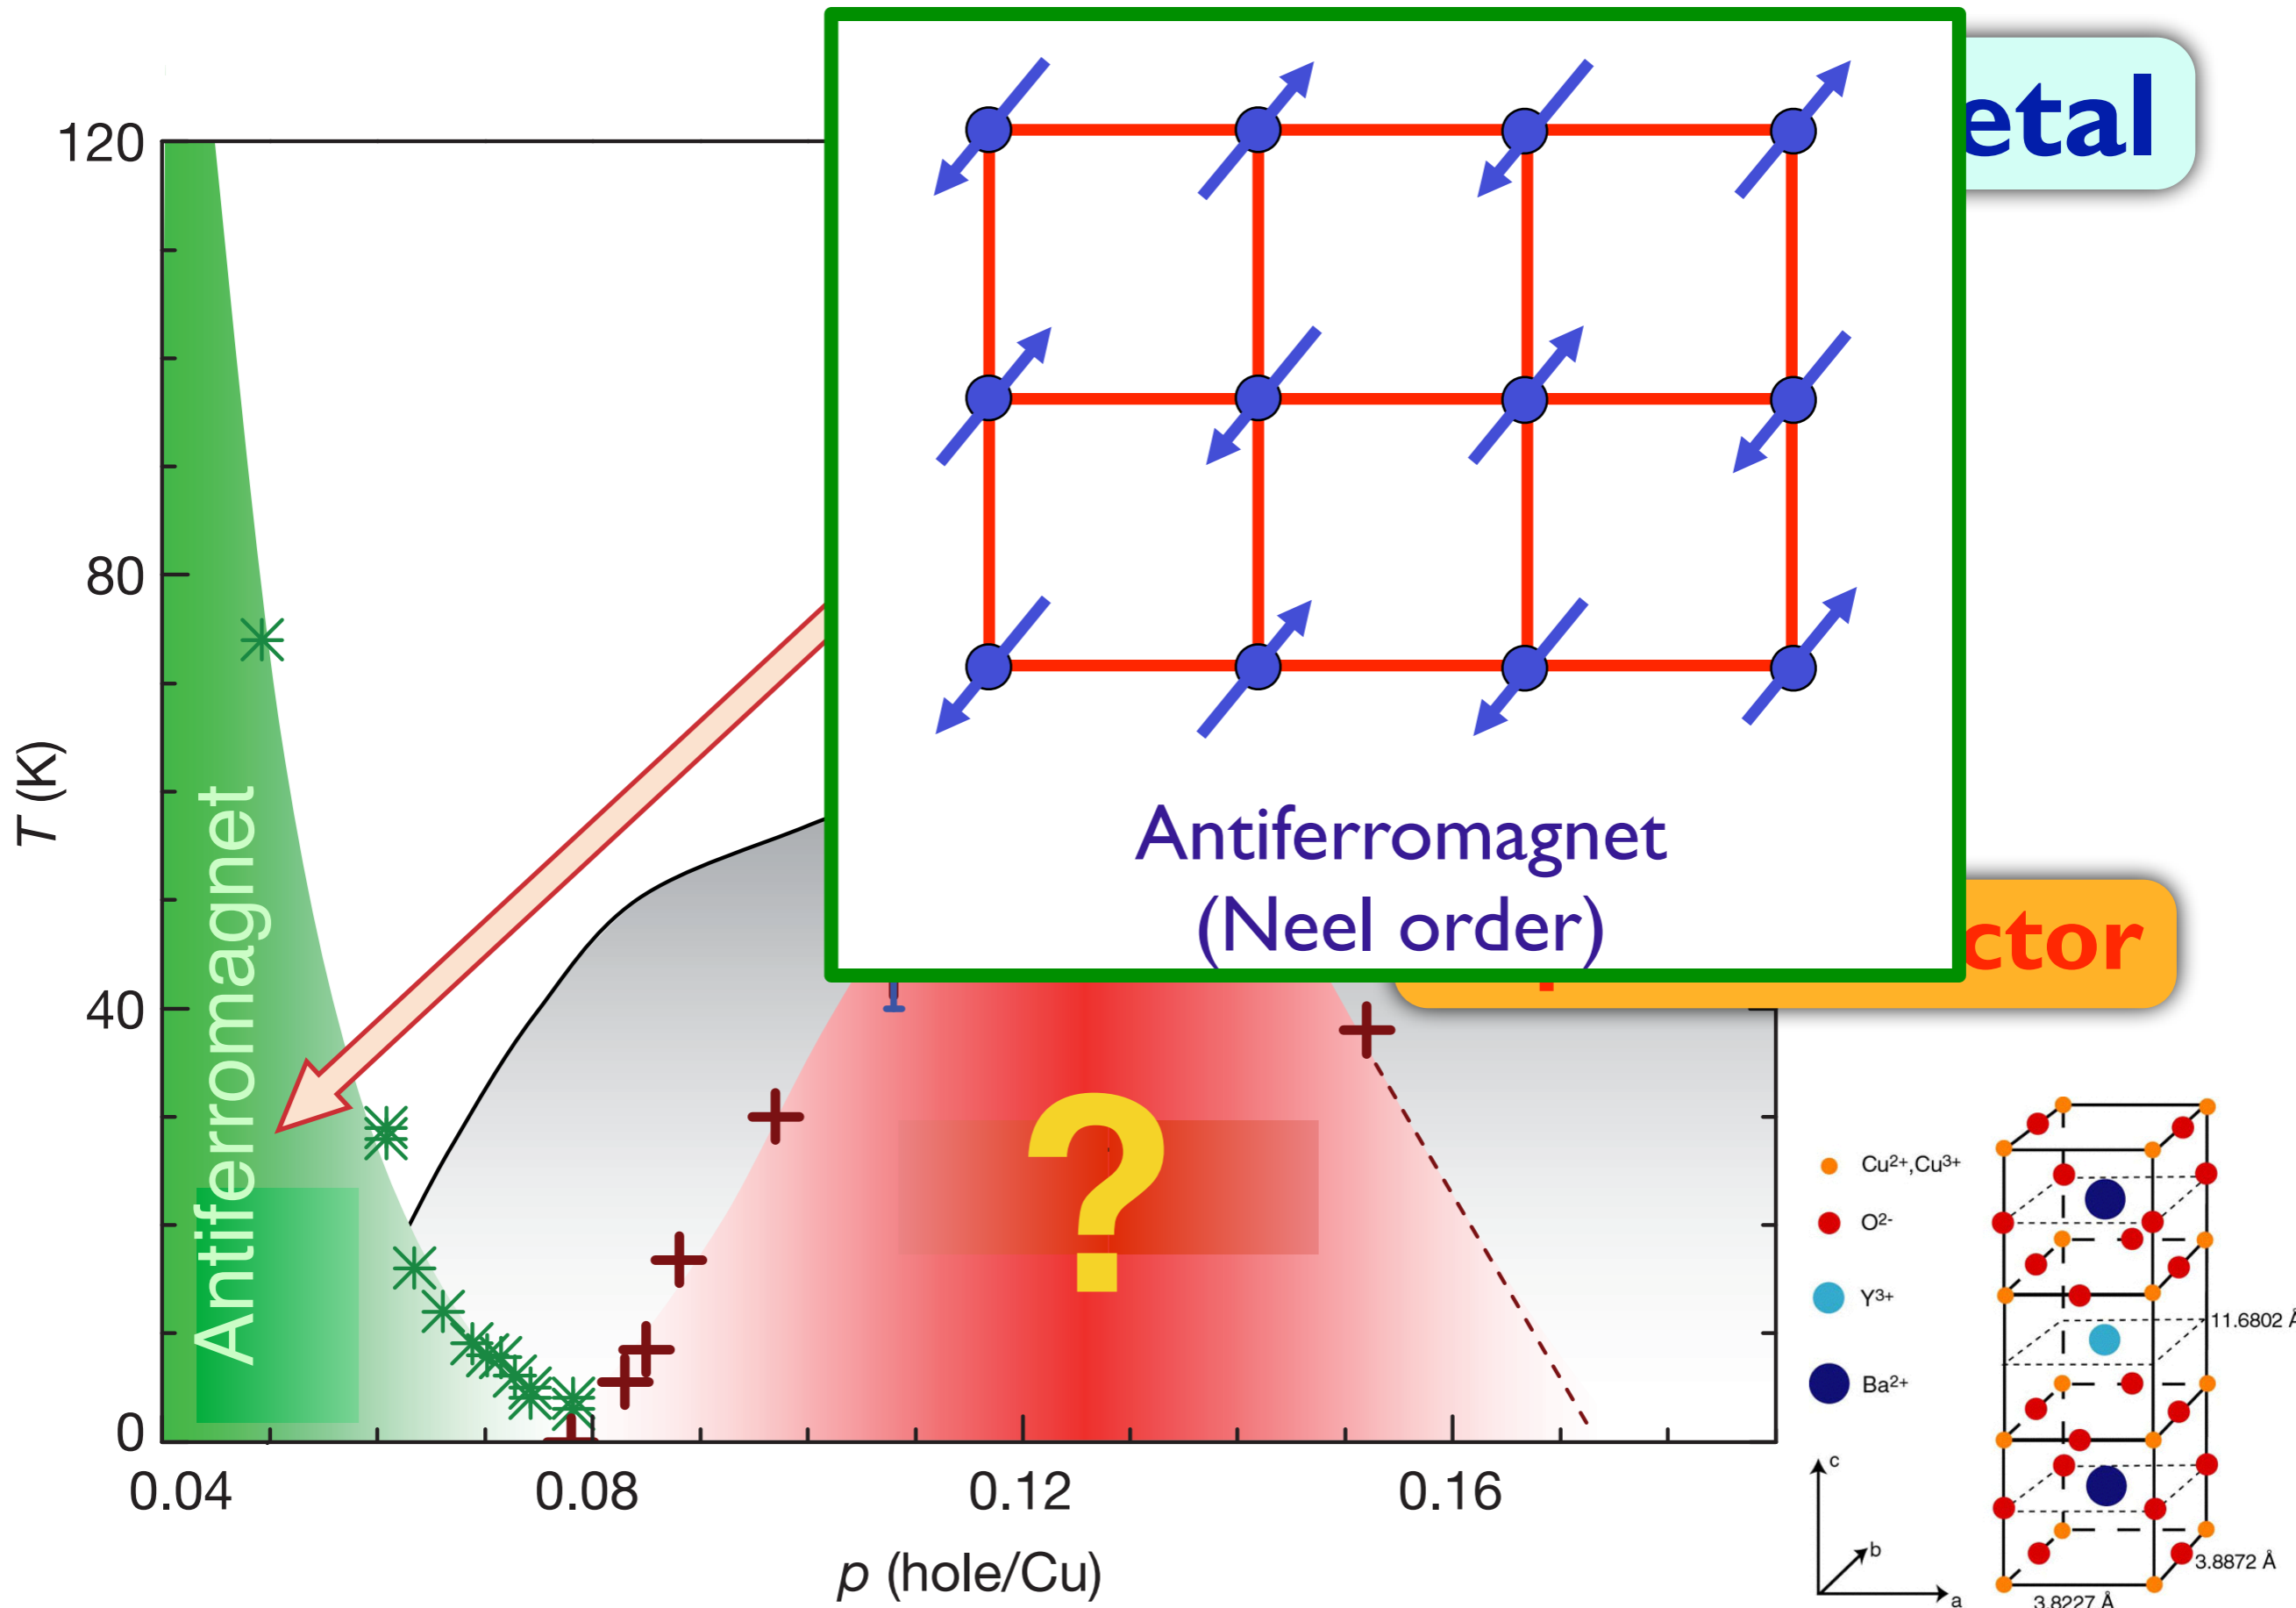 120
80
40
0
T (K)
Antiferromagnet
etal
Antiferromagnet
(Neel order)
ctor
?
0.04
0.08
0.12
0.16
p (hole/Cu)
Cu²⁺,Cu³⁺
O²⁻
Y³⁺
Ba²⁺
11.6802 Å
3.8872 Å
3.8227 Å
c
b
a